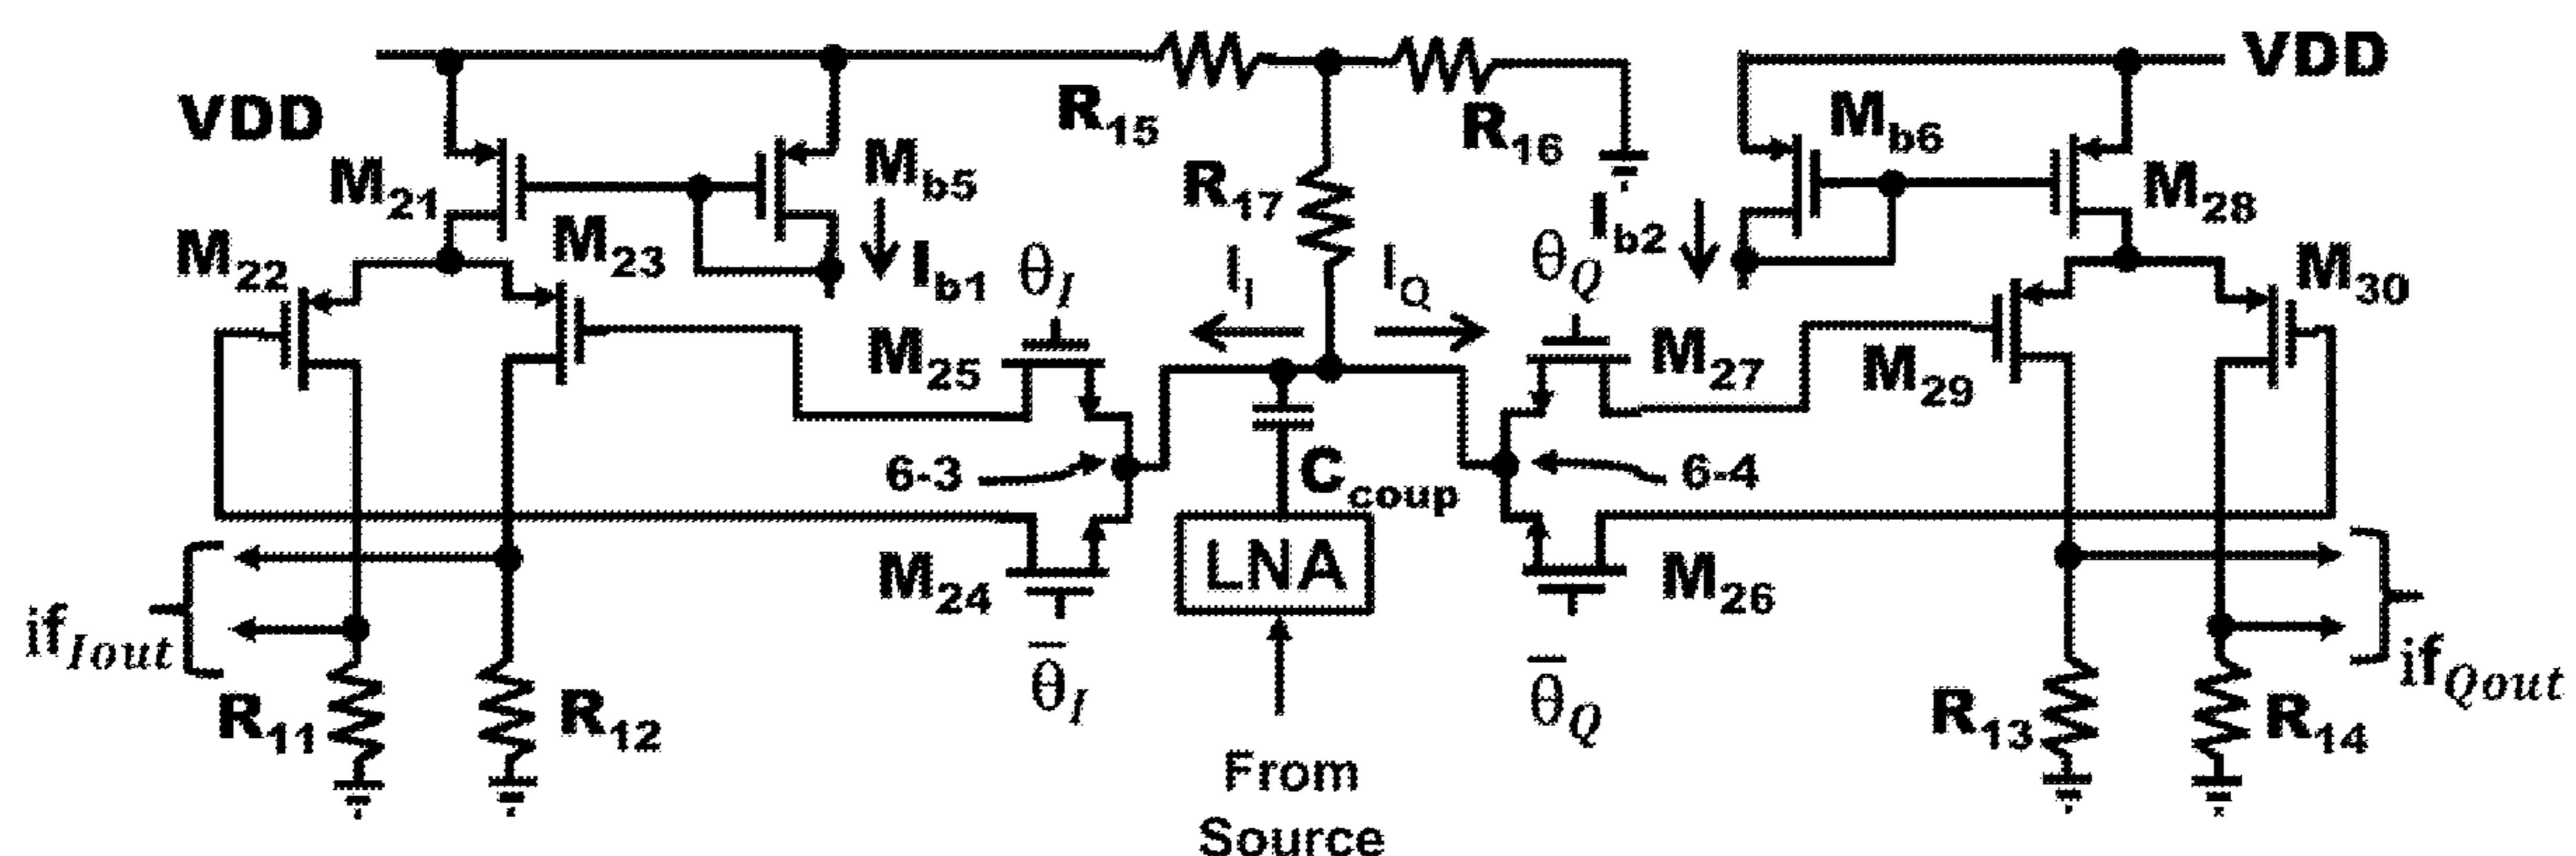 VDD
VDD
R15
R16
Mb6
M21
Mb5
R17
M28
M22
M23
Ib1
θI
II
IQ
θQ
Ib2
M30
M25
M27
M29
6-3
Ccoup
6-4
M24
LNA
M26
ifIout
θ̅I
θ̅Q
ifQout
R11
R12
R13
R14
From
Source